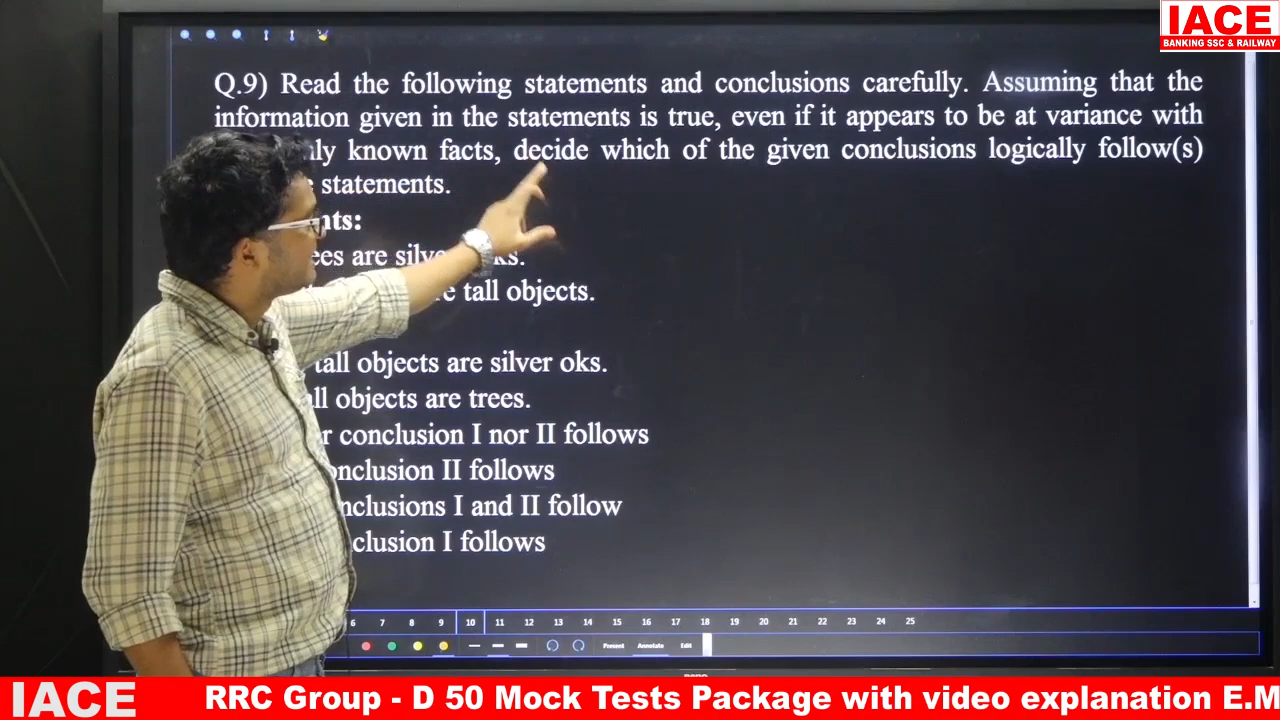 IACE
BANKING SSC & RAILWAY
Q.9) Read the following statements and conclusions carefully. Assuming that the
information given in the statements is true, even if it appears to be at variance with
known facts, decide which of the given conclusions logically follow(s)
statements.
are
tall objects.
tall objects are silver oks.
objects are trees.
conclusion I nor II follows
II follows
I and II follow
I follows
6 7 8 9 10 11 12 13 14 15 16 17 18 19 20 21 22 23 24 25
Present Annotate Edit
IACE RRC Group - D 50 Mock Tests Package with video explanation E.M